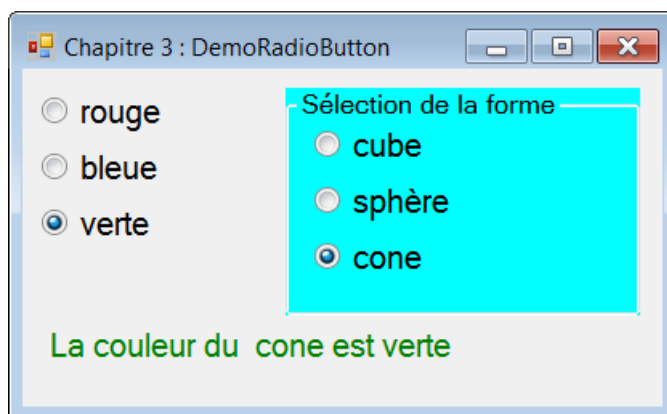 Chapitre 3 : DemoRadioButton
rouge
bleue
verte
Sélection de la forme
cube
sphère
cone
La couleur du  cone est verte